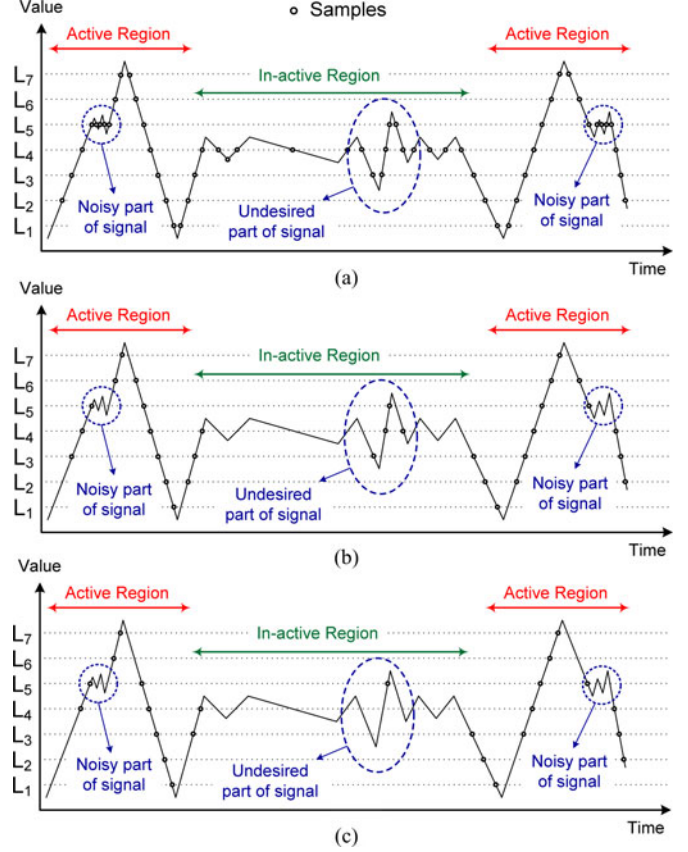 Value
Samples
Active Region
Active Region
In-active Region
L7
L6
L5
L4
L3
L2
L1
Noisy part
of signal
Undesired
part of signal
Noisy part
of signal
Time
(a)
Value
Active Region
Active Region
In-active Region
L7
L6
L5
L4
L3
L2
L1
Noisy part
of signal
Undesired
part of signal
Noisy part
of signal
Time
(b)
Value
Active Region
Active Region
In-active Region
L7
L6
L5
L4
L3
L2
L1
Noisy part
of signal
Undesired
part of signal
Noisy part
of signal
Time
(c)